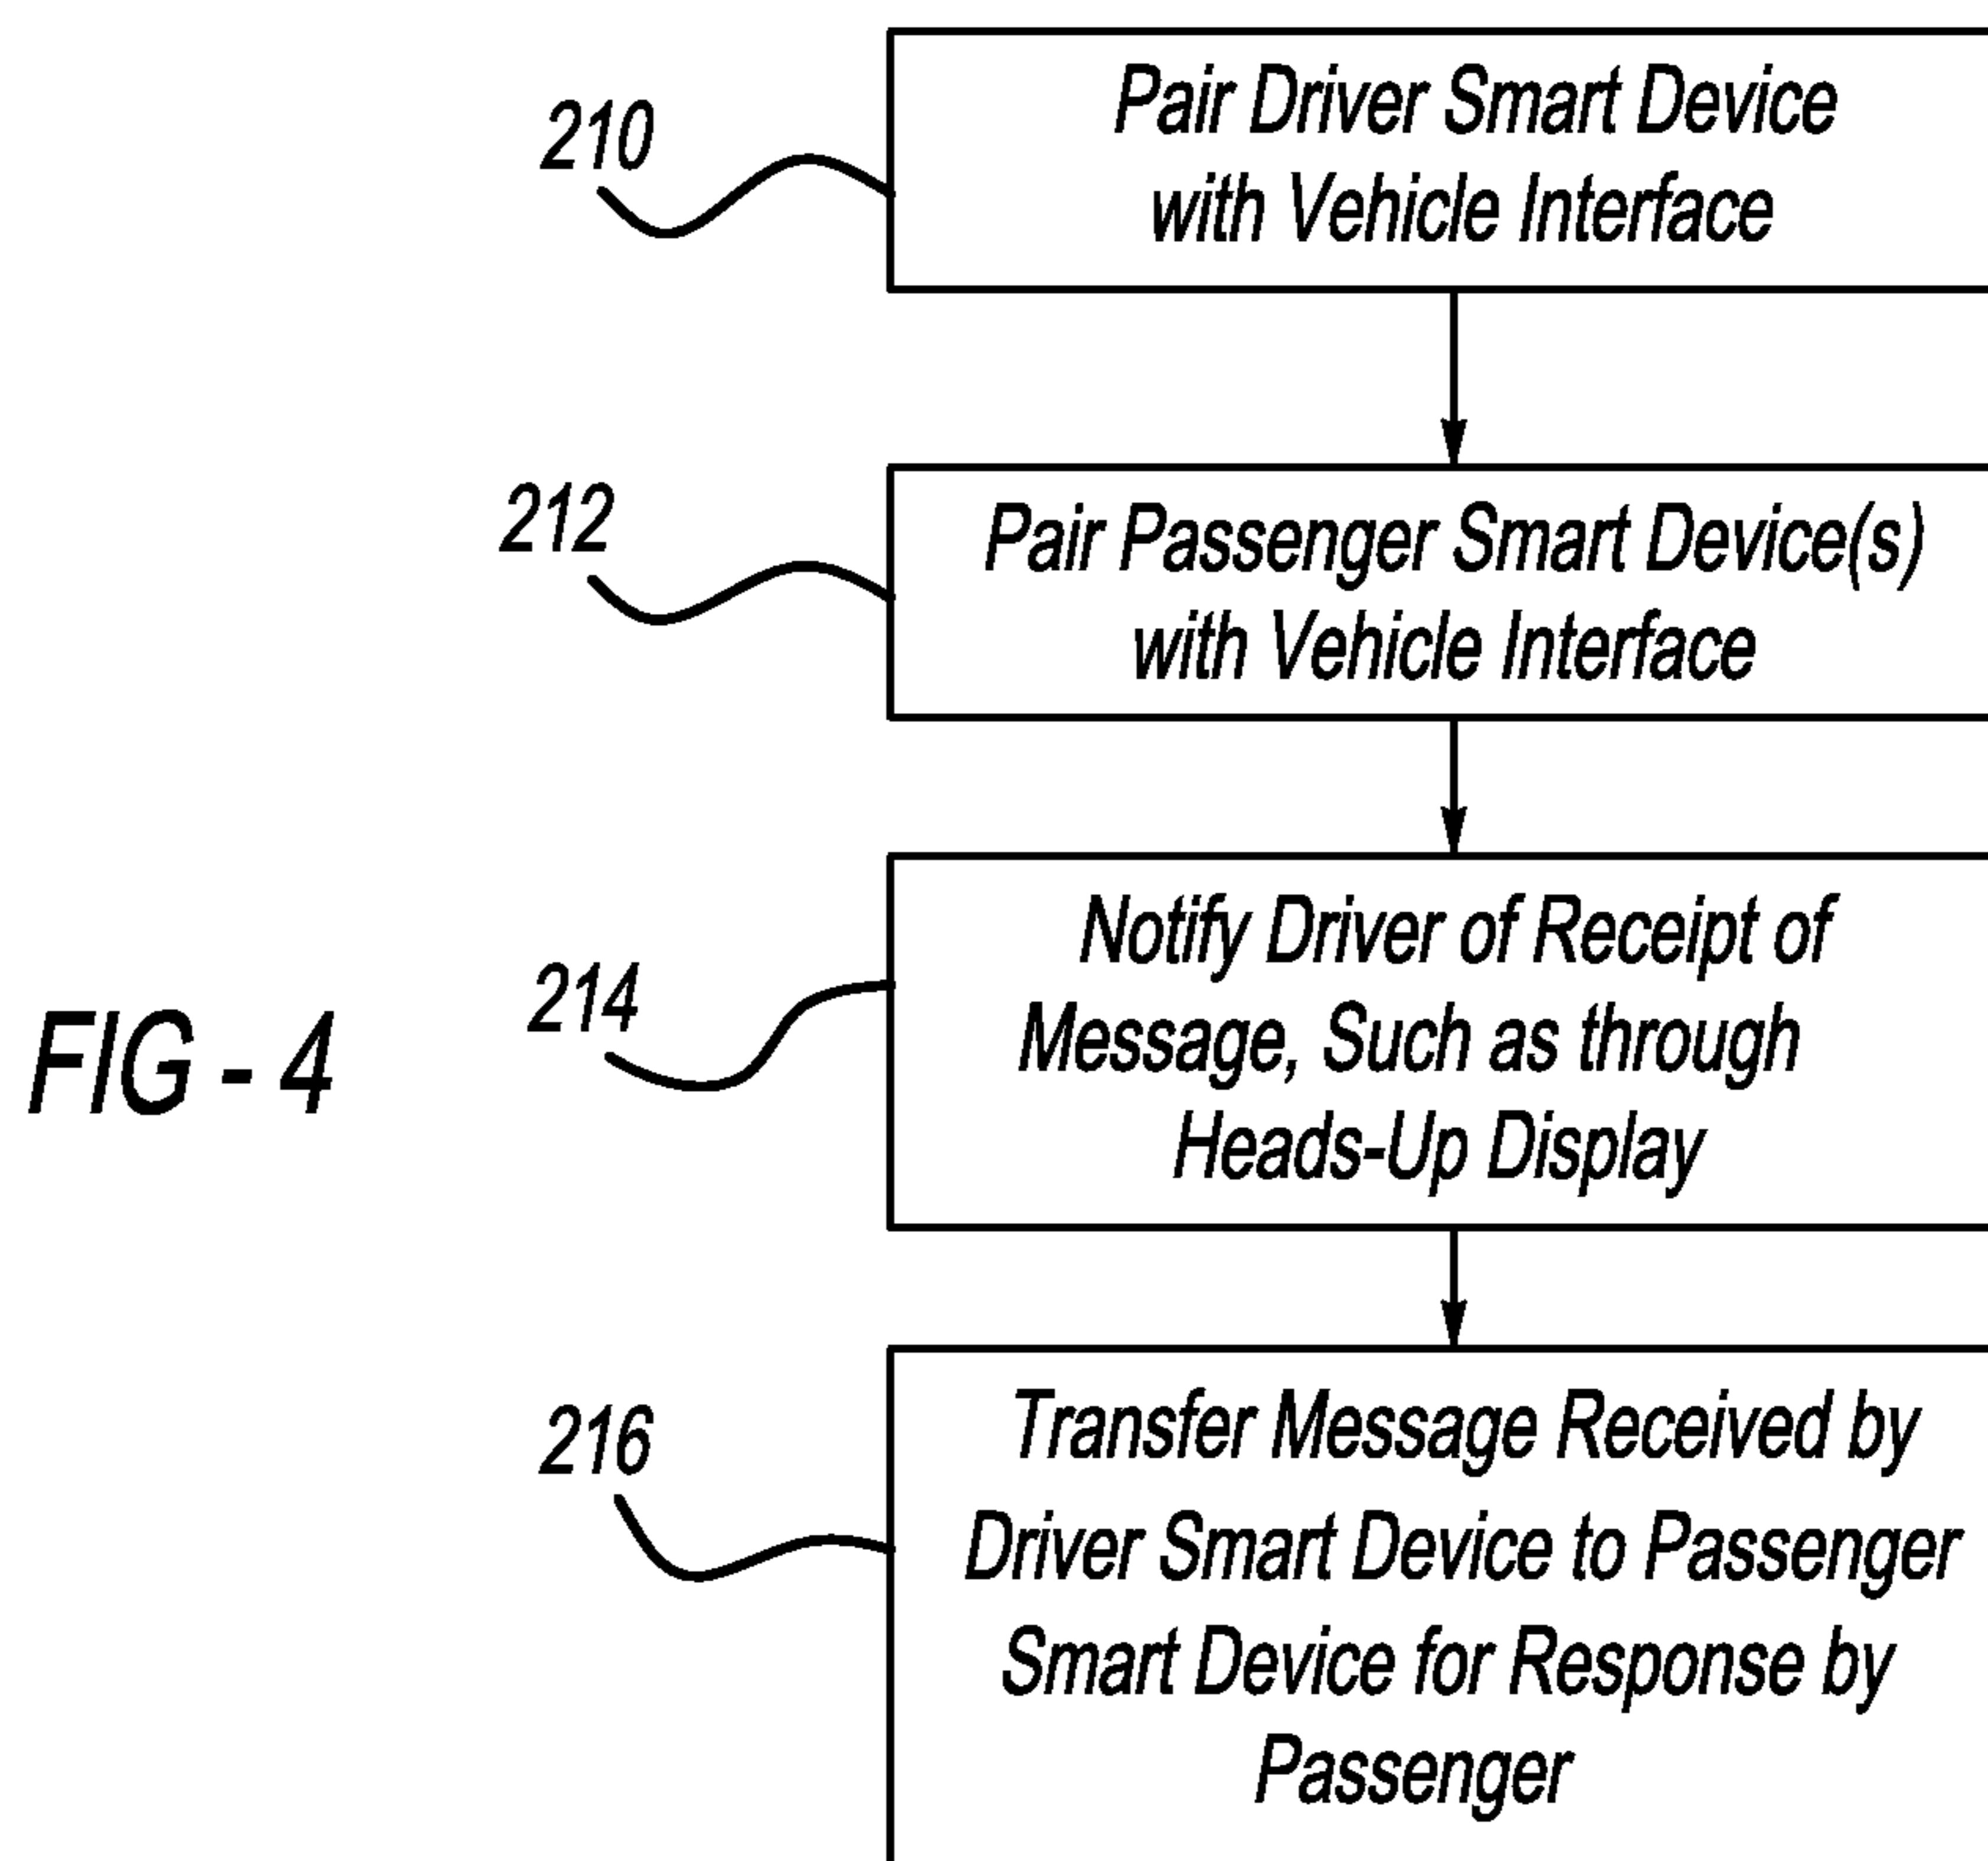 210
Pair Driver Smart Device
with Vehicle Interface
212
Pair Passenger Smart Device(s)
with Vehicle Interface
FIG - 4
214
Notify Driver of Receipt of
Message, Such as through
Heads-Up Display
216
Transfer Message Received by
Driver Smart Device to Passenger
Smart Device for Response by
Passenger